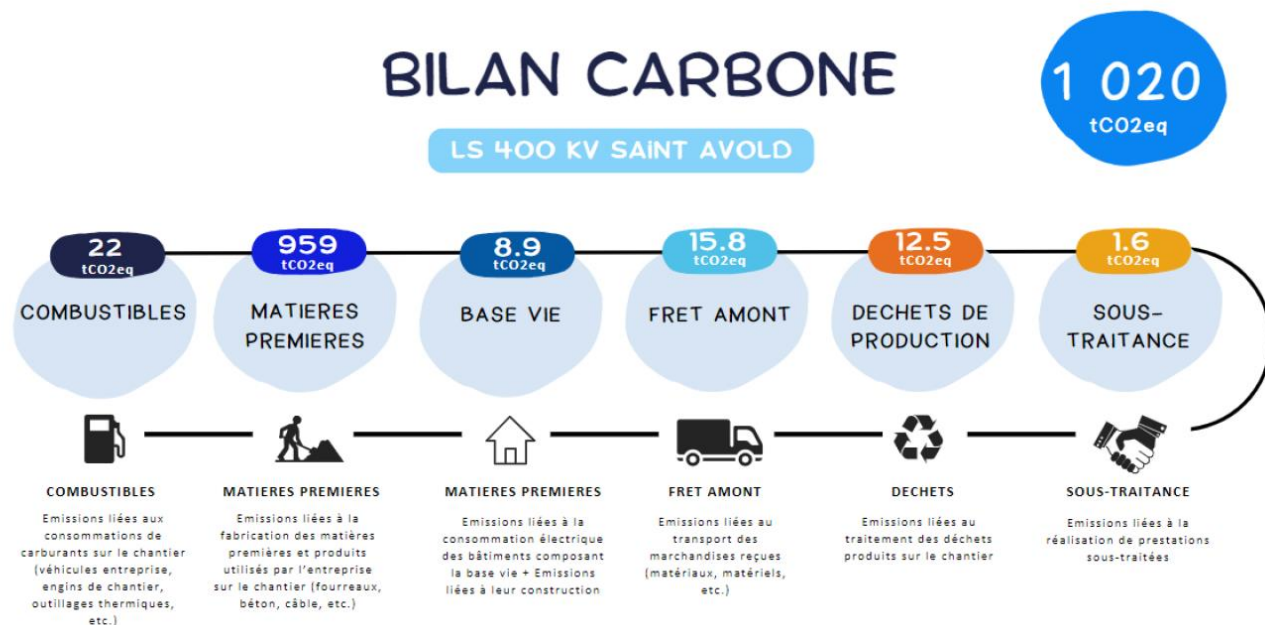 BILAN CARBONE
1 020
tCO2eq
LS 400 KV SAINT AVOLD
22
tCO2eq
COMBUSTIBLES
959
tCO2eq
MATIERES
PREMIERES
8.9
tCO2eq
BASE VIE
15.8
tCO2eq
FRET AMONT
12.5
tCO2eq
DECHETS DE
PRODUCTION
1.6
tCO2eq
SOUS-
TRAITANCE
COMBUSTIBLES
Emissions liées aux
consommations de
carburants sur le chantier
(véhicules entreprise,
engins de chantier,
outillages thermiques,
etc.)
MATIERES PREMIERES
Emissions liées à la
fabrication des matières
premières et produits
utilisés par l'entreprise
sur le chantier (fourreaux,
béton, câble, etc.)
MATIERES PREMIERES
Emissions liées à la
consommation électrique
des bâtiments composant
la base vie + Emissions
liées à leur construction
FRET AMONT
Emissions liées au
transport des
marchandises reçues
(matériaux, matériels,
etc.)
DECHETS
Emissions liées au
traitement des déchets
produits sur le chantier
SOUS-TRAITANCE
Emissions liées à la
réalisation de prestations
sous-traitées